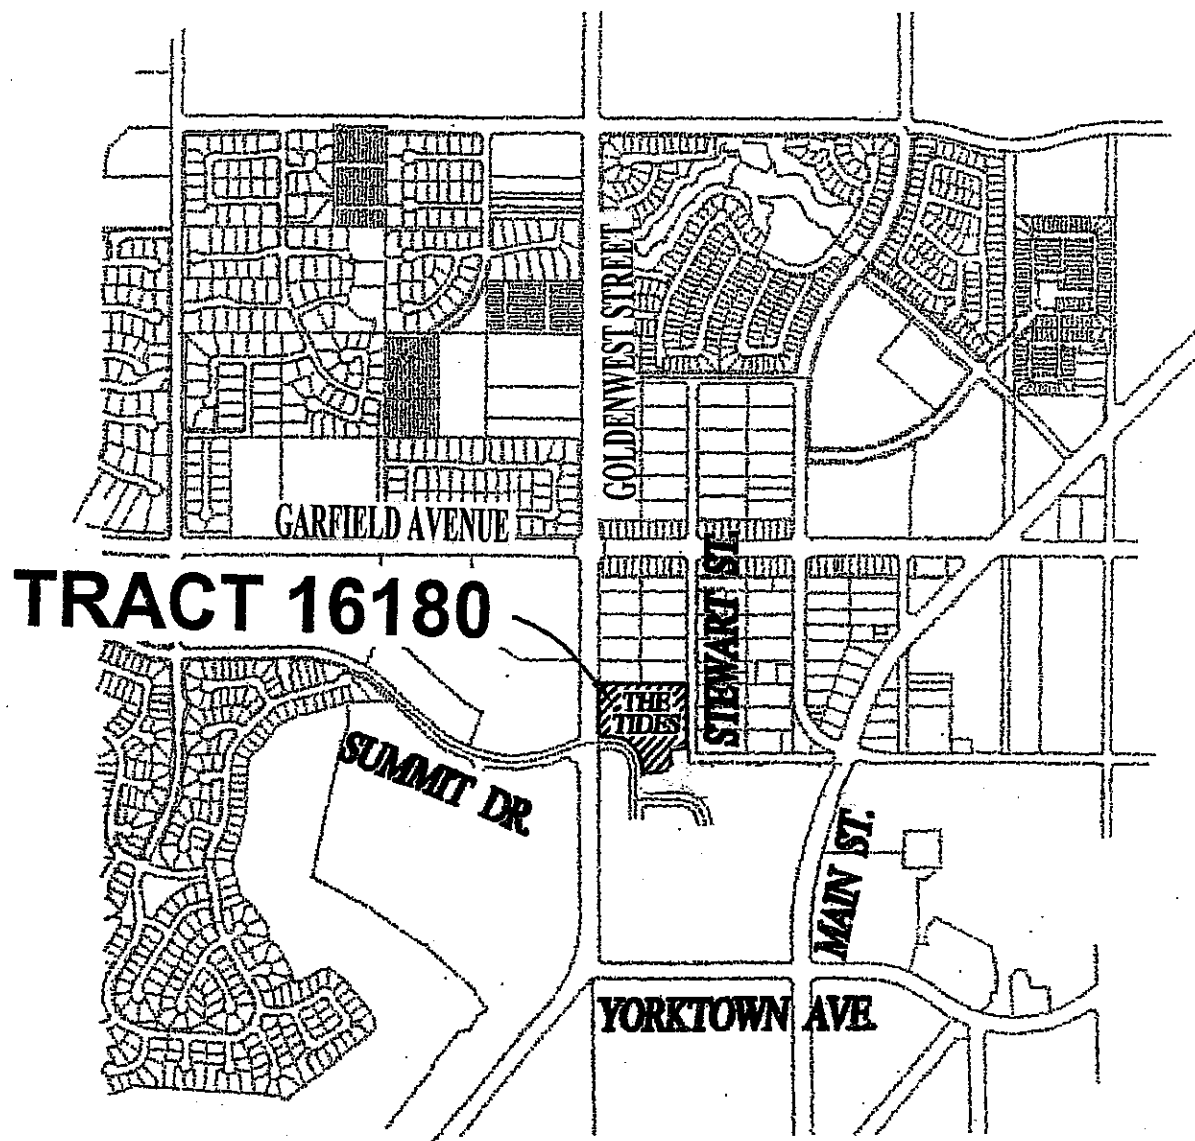 GOLDENWEST STREET
GARFIELD AVENUE
TRACT 16180
STEWART ST.
THE
TIDES
SUMMIT DR.
MAIN ST.
YORKTOWN AVE.